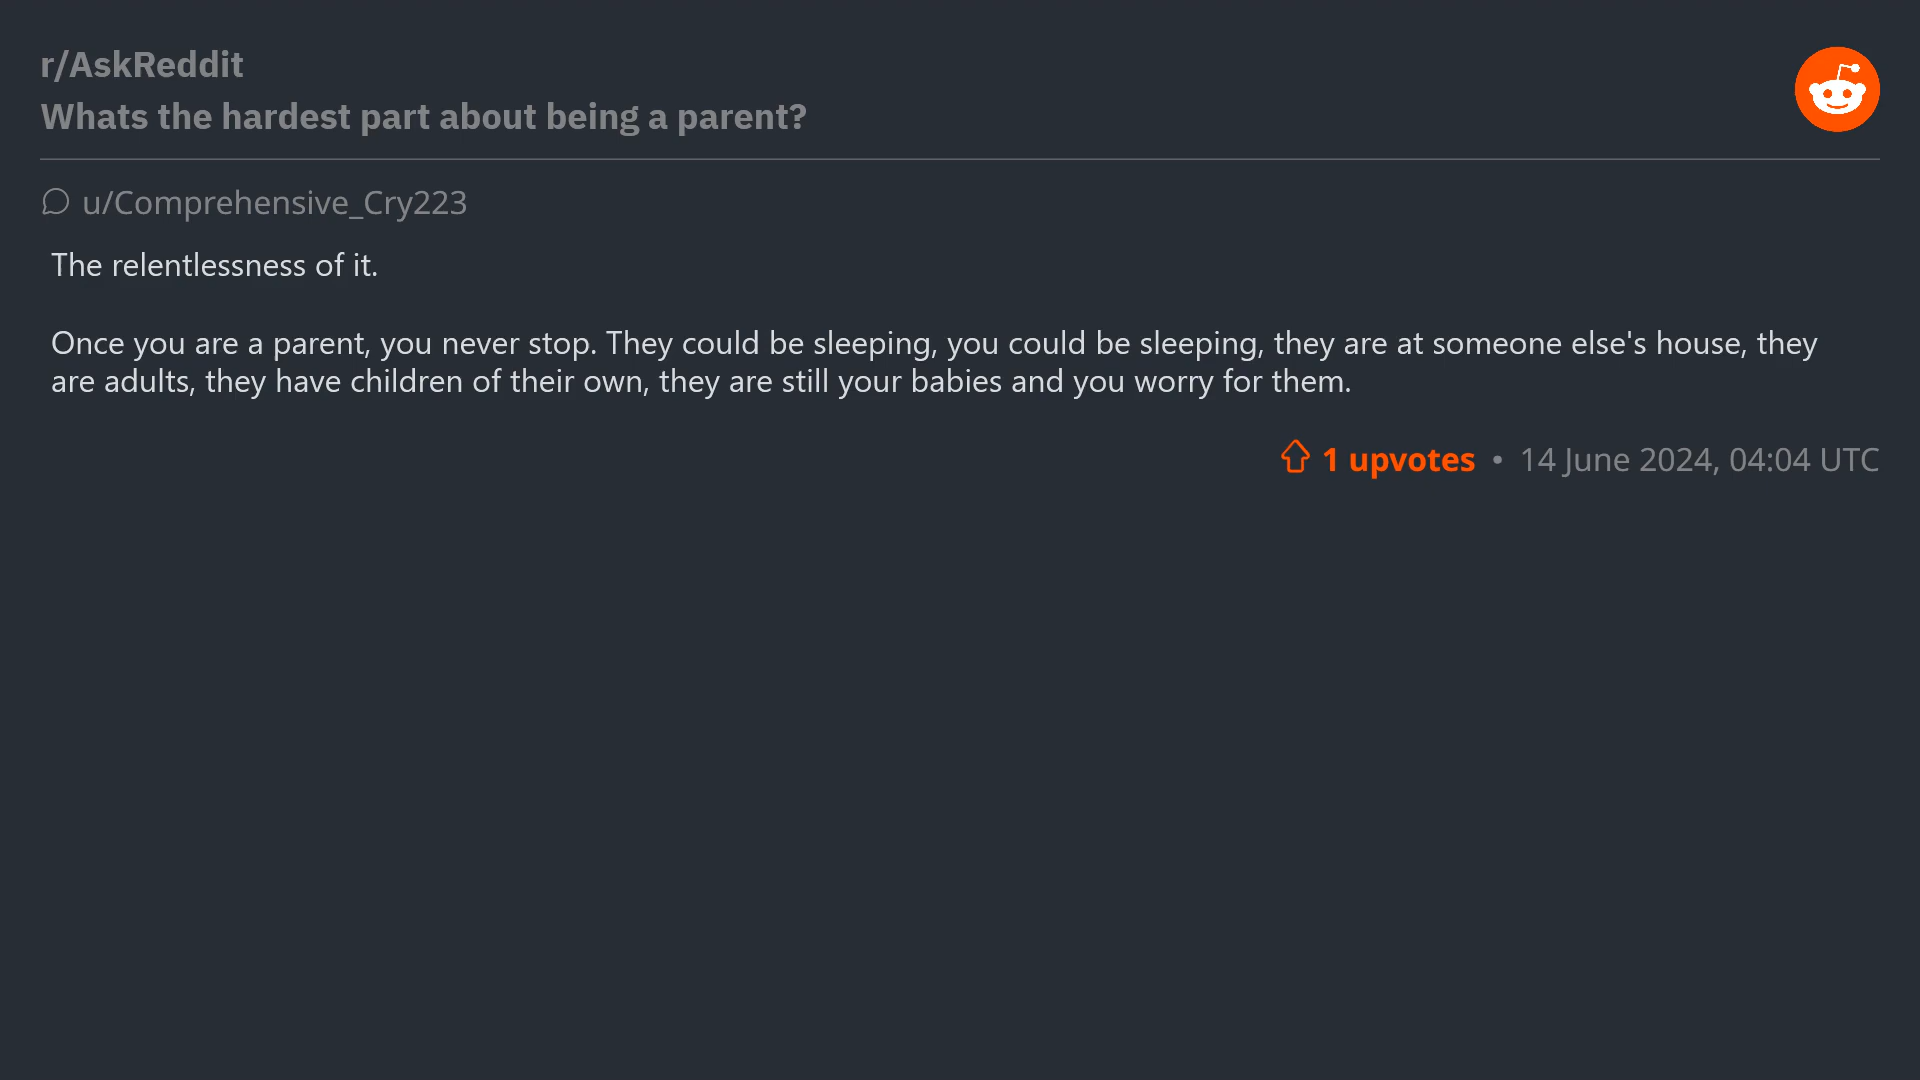 r/AskReddit
Whats the hardest part about being a parent?
u/Comprehensive_Cry223
The relentlessness of it.
Once you are a parent, you never stop. They could be sleeping, you could be sleeping, they are at someone else's house, they
are adults, they have children of their own, they are still your babies and you worry for them.
1 upvotes • 14 June 2024, 04:04 UTC